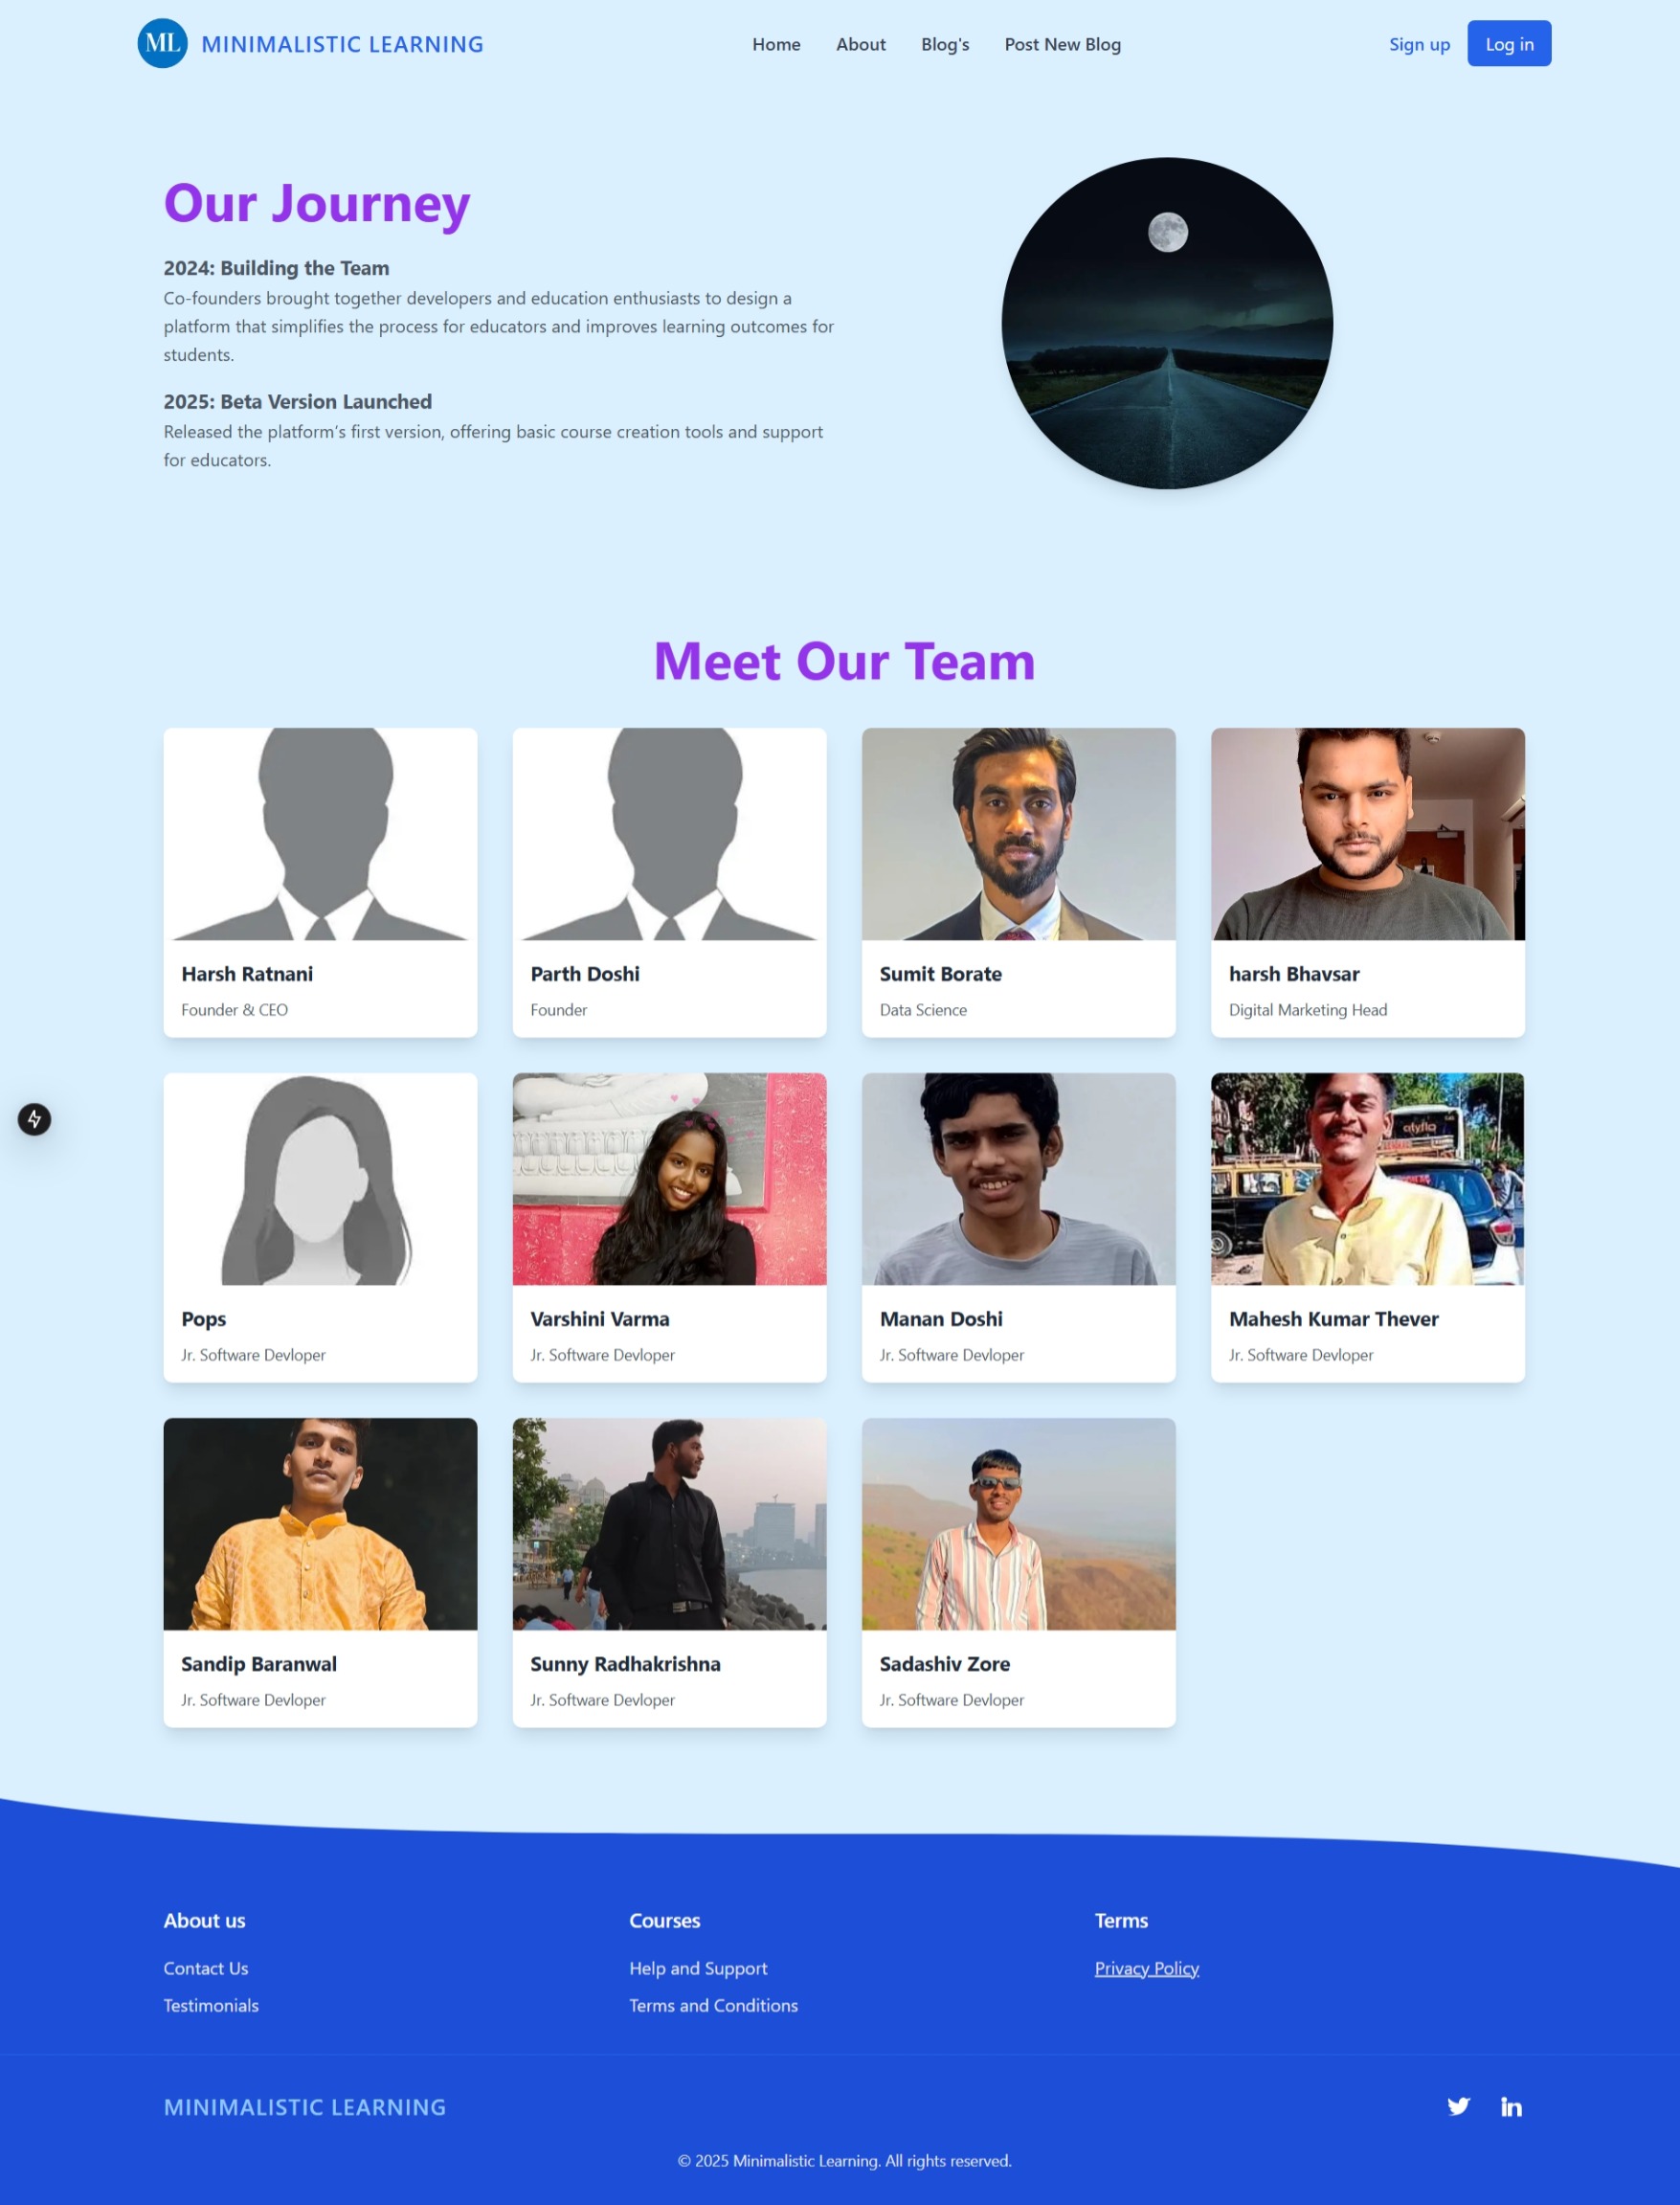 ML MINIMALISTIC LEARNING
Home About Blog's Post New Blog
Sign up Log in
Our Journey
2024: Building the Team
Co-founders brought together developers and education enthusiasts to design a
platform that simplifies the process for educators and improves learning outcomes for
students.
2025: Beta Version Launched
Released the platform's first version, offering basic course creation tools and support
for educators.
Meet Our Team
Harsh Ratnani
Founder & CEO
Parth Doshi
Founder
Sumit Borate
Data Science
harsh Bhavsar
Digital Marketing Head
Pops
Jr. Software Devloper
Varshini Varma
Jr. Software Devloper
Manan Doshi
Jr. Software Devloper
Mahesh Kumar Thever
Jr. Software Devloper
Sandip Baranwal
Jr. Software Devloper
Sunny Radhakrishna
Jr. Software Devloper
Sadashiv Zore
Jr. Software Devloper
About us
Contact Us
Testimonials
Courses
Help and Support
Terms and Conditions
Terms
Privacy Policy
MINIMALISTIC LEARNING
in
© 2025 Minimalistic Learning. All rights reserved.